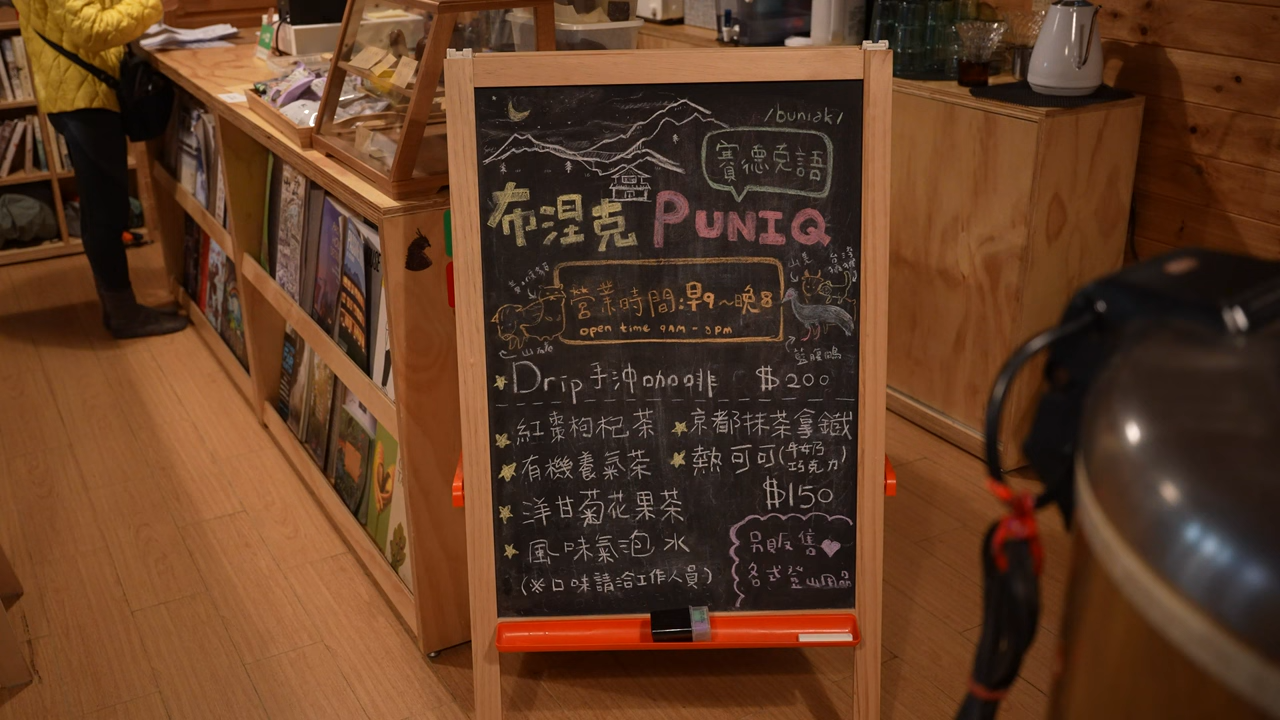 /buniak/
賽德克語
布涅克 PUNIQ
營業時間:早9~晚8
open time 9AM - 8PM
山羌
藍腹鷴
Drip手沖咖啡 $200
紅棗枸杞茶
有機養氣茶
洋甘菊花果茶
風味氣泡水
(※口味請洽工作人員)
京都抹茶拿鐵
熱可可(牛奶巧克力)
$150
另販售
各式登山用品